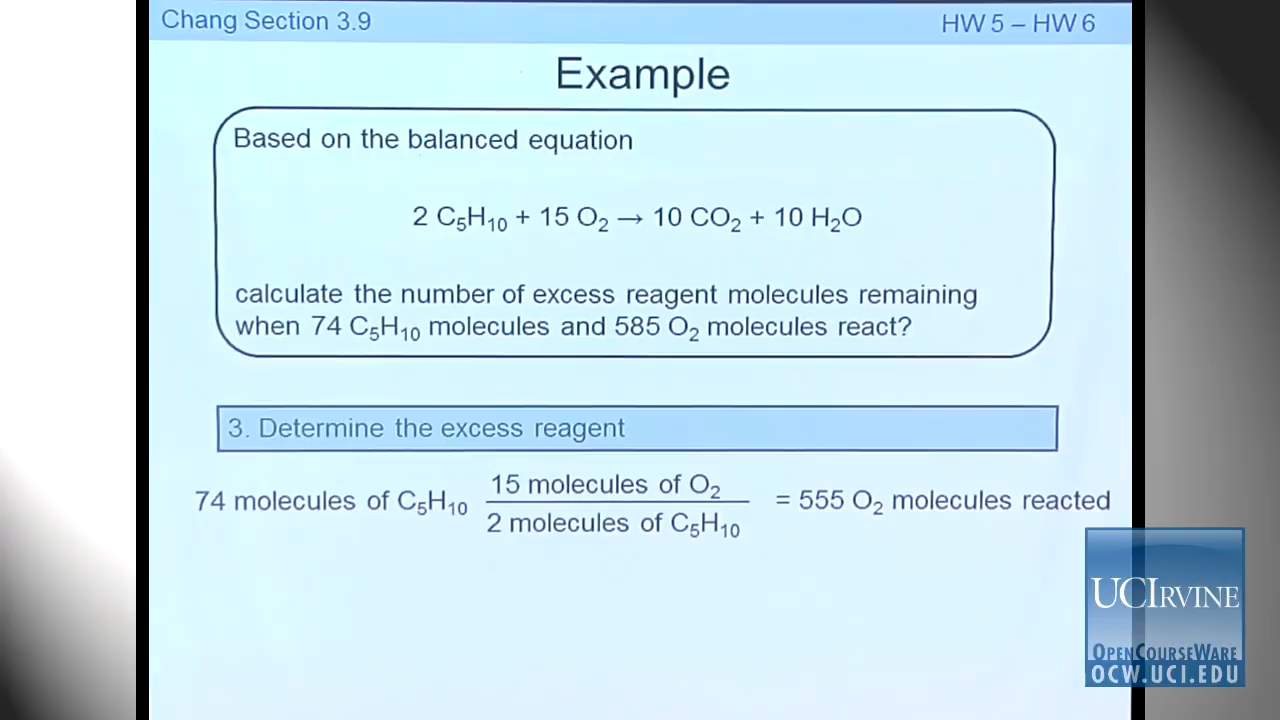 Chang Section 3.9
HW 5 – HW 6
Example
Based on the balanced equation
2 C₅H₁₀ + 15 O₂ → 10 CO₂ + 10 H₂O
calculate the number of excess reagent molecules remaining
when 74 C₅H₁₀ molecules and 585 O₂ molecules react?
3. Determine the excess reagent
74 molecules of C₅H₁₀ 15 molecules of O₂ = 555 O₂ molecules reacted
2 molecules of C₅H₁₀
UCIRVINE
OPENCOURSEWARE
OCW.UCI.EDU